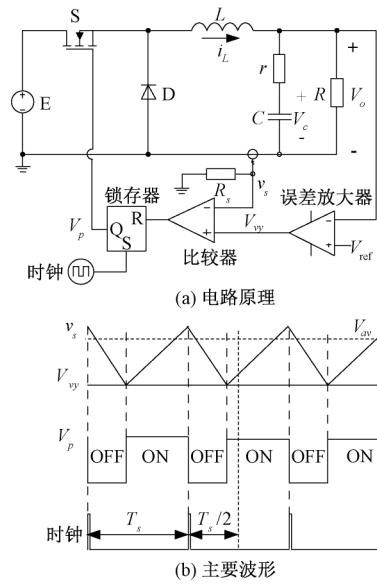 S
L
i_L
E
D
r
C
+
V_c
-
R
+
V_o
-
R_s
v_s
锁存器
误差放大器
V_p
Q
R
S
-
+
V_vy
-
+
V_ref
时钟
比较器
(a) 电路原理
v_s
V_av
V_vy
V_p
OFF ON OFF ON OFF ON
T_s
T_s/2
时钟
(b) 主要波形